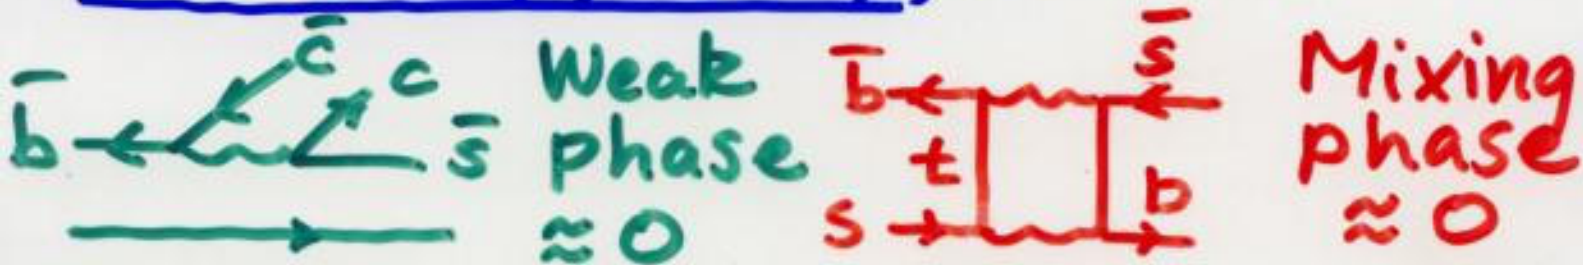 b̄ c̄ c s̄
Weak
phase
≈ 0
b̄ s̄
t
s b
Mixing
phase
≈ 0